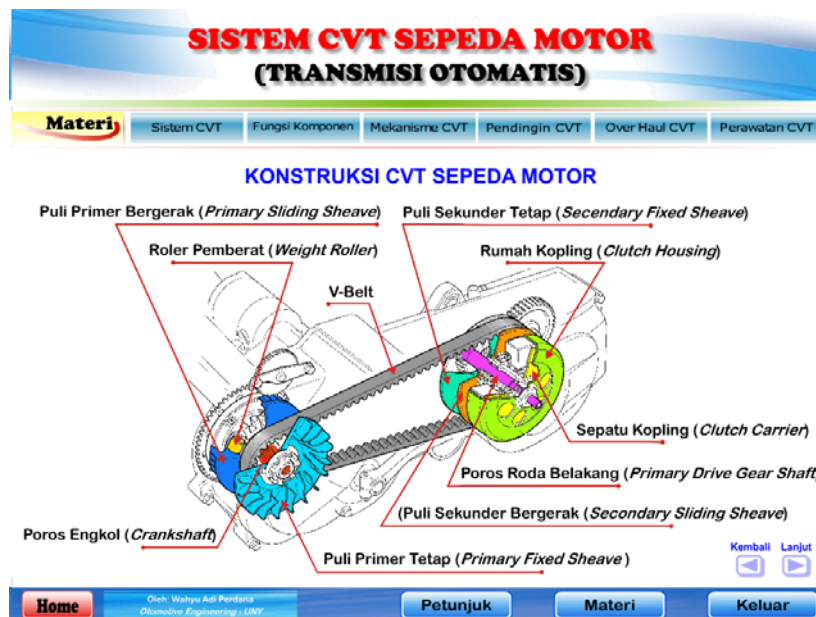 SISTEM CVT SEPEDA MOTOR
(TRANSMISI OTOMATIS)
Materi
Sistem CVT
Fungsi Komponen
Mekanisme CVT
Pendingin CVT
Over Haul CVT
Perawatan CVT
KONSTRUKSI CVT SEPEDA MOTOR
Puli Primer Bergerak (Primary Sliding Sheave)
Puli Sekunder Tetap (Secendary Fixed Sheave)
Roler Pemberat (Weight Roller)
Rumah Kopling (Clutch Housing)
V-Belt
Sepatu Kopling (Clutch Carrier)
Poros Roda Belakang (Primary Drive Gear Shaft)
(Puli Sekunder Bergerak (Secondary Sliding Sheave)
Poros Engkol (Crankshaft)
Puli Primer Tetap (Primary Fixed Sheave )
Kembali
Lanjut
Home
Oleh: Wahyu Adi Perdana
Otomotive Engineering - UNY
Petunjuk
Materi
Keluar